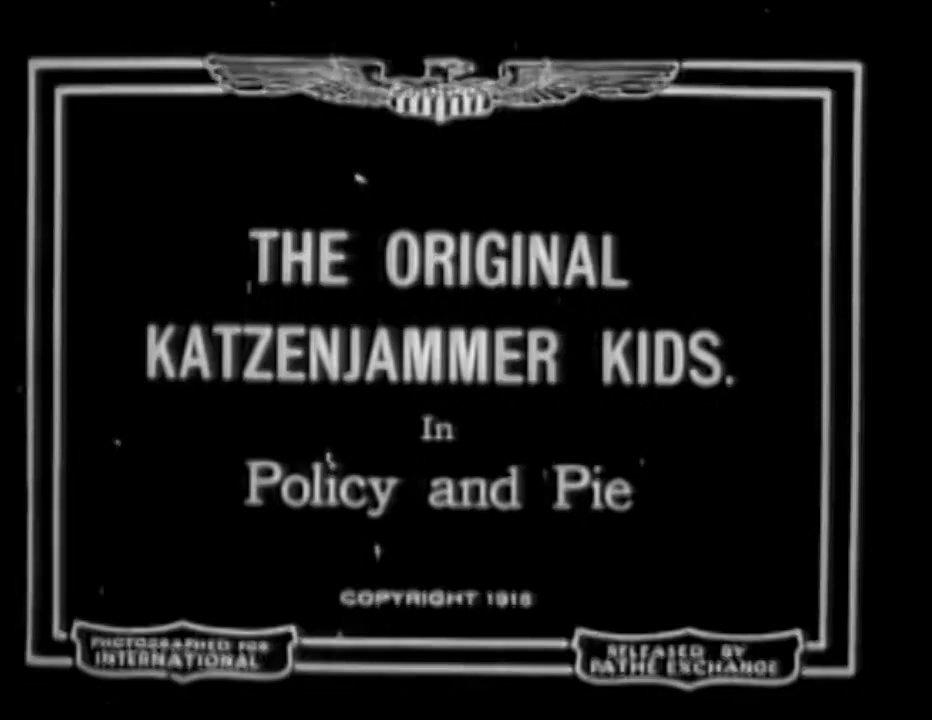 THE ORIGINAL
KATZENJAMMER KIDS.
In
Policy and Pie
COPYRIGHT 1918
PHOTOGRAPHED FOR
INTERNATIONAL
RELEASED BY
PATHE EXCHANGE